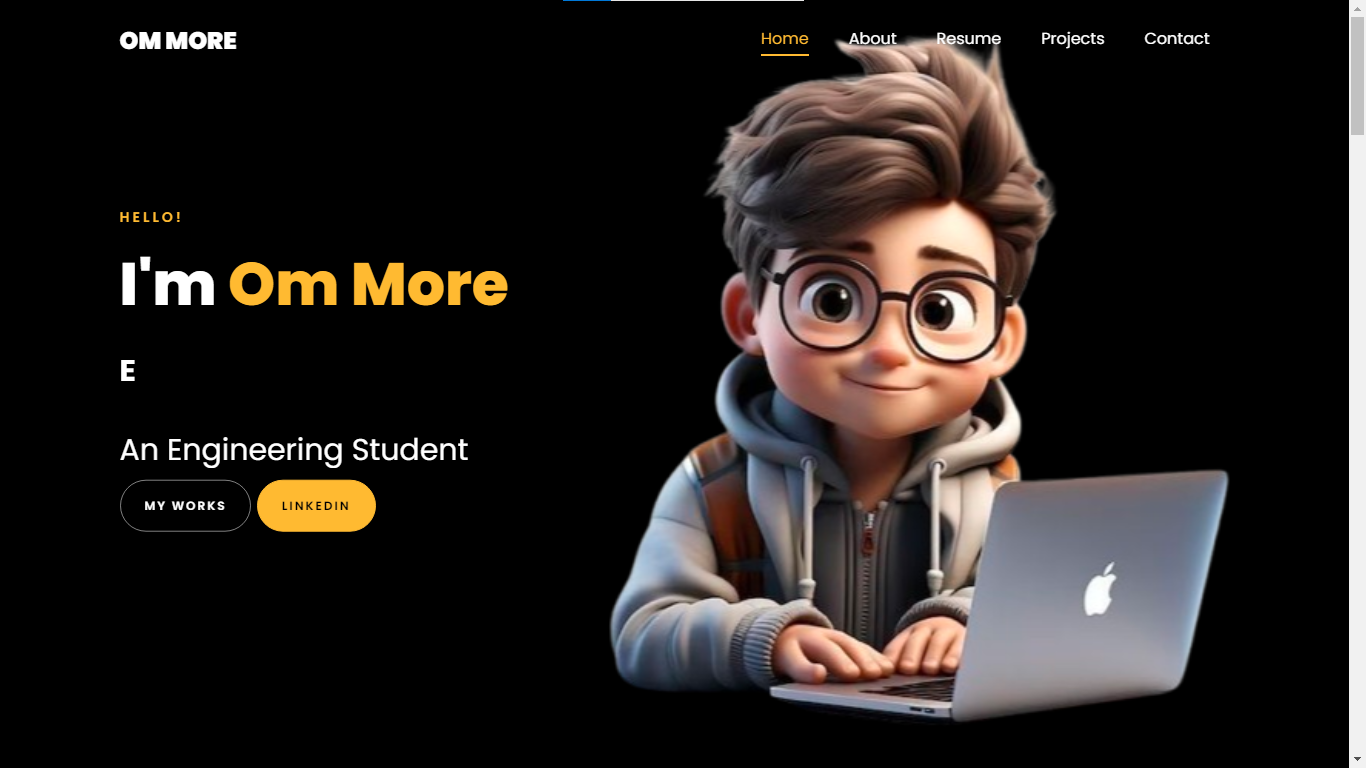 OM MORE
Home About Resume Projects Contact
HELLO!
I'm Om More
E
An Engineering Student
MY WORKS LINKEDIN